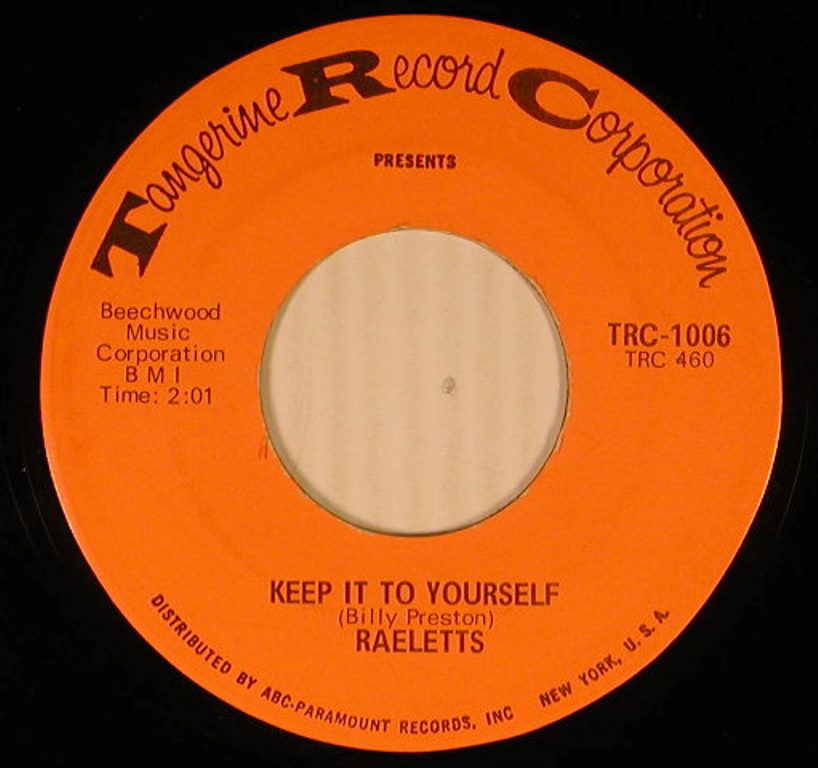 Tangerine Record Corporation
PRESENTS
Beechwood
Music
Corporation
B M I
Time: 2:01
TRC-1006
TRC 460
KEEP IT TO YOURSELF
(Billy Preston)
RAELETTS
DISTRIBUTED BY ABC-PARAMOUNT RECORDS, INC NEW YORK, U. S. A.